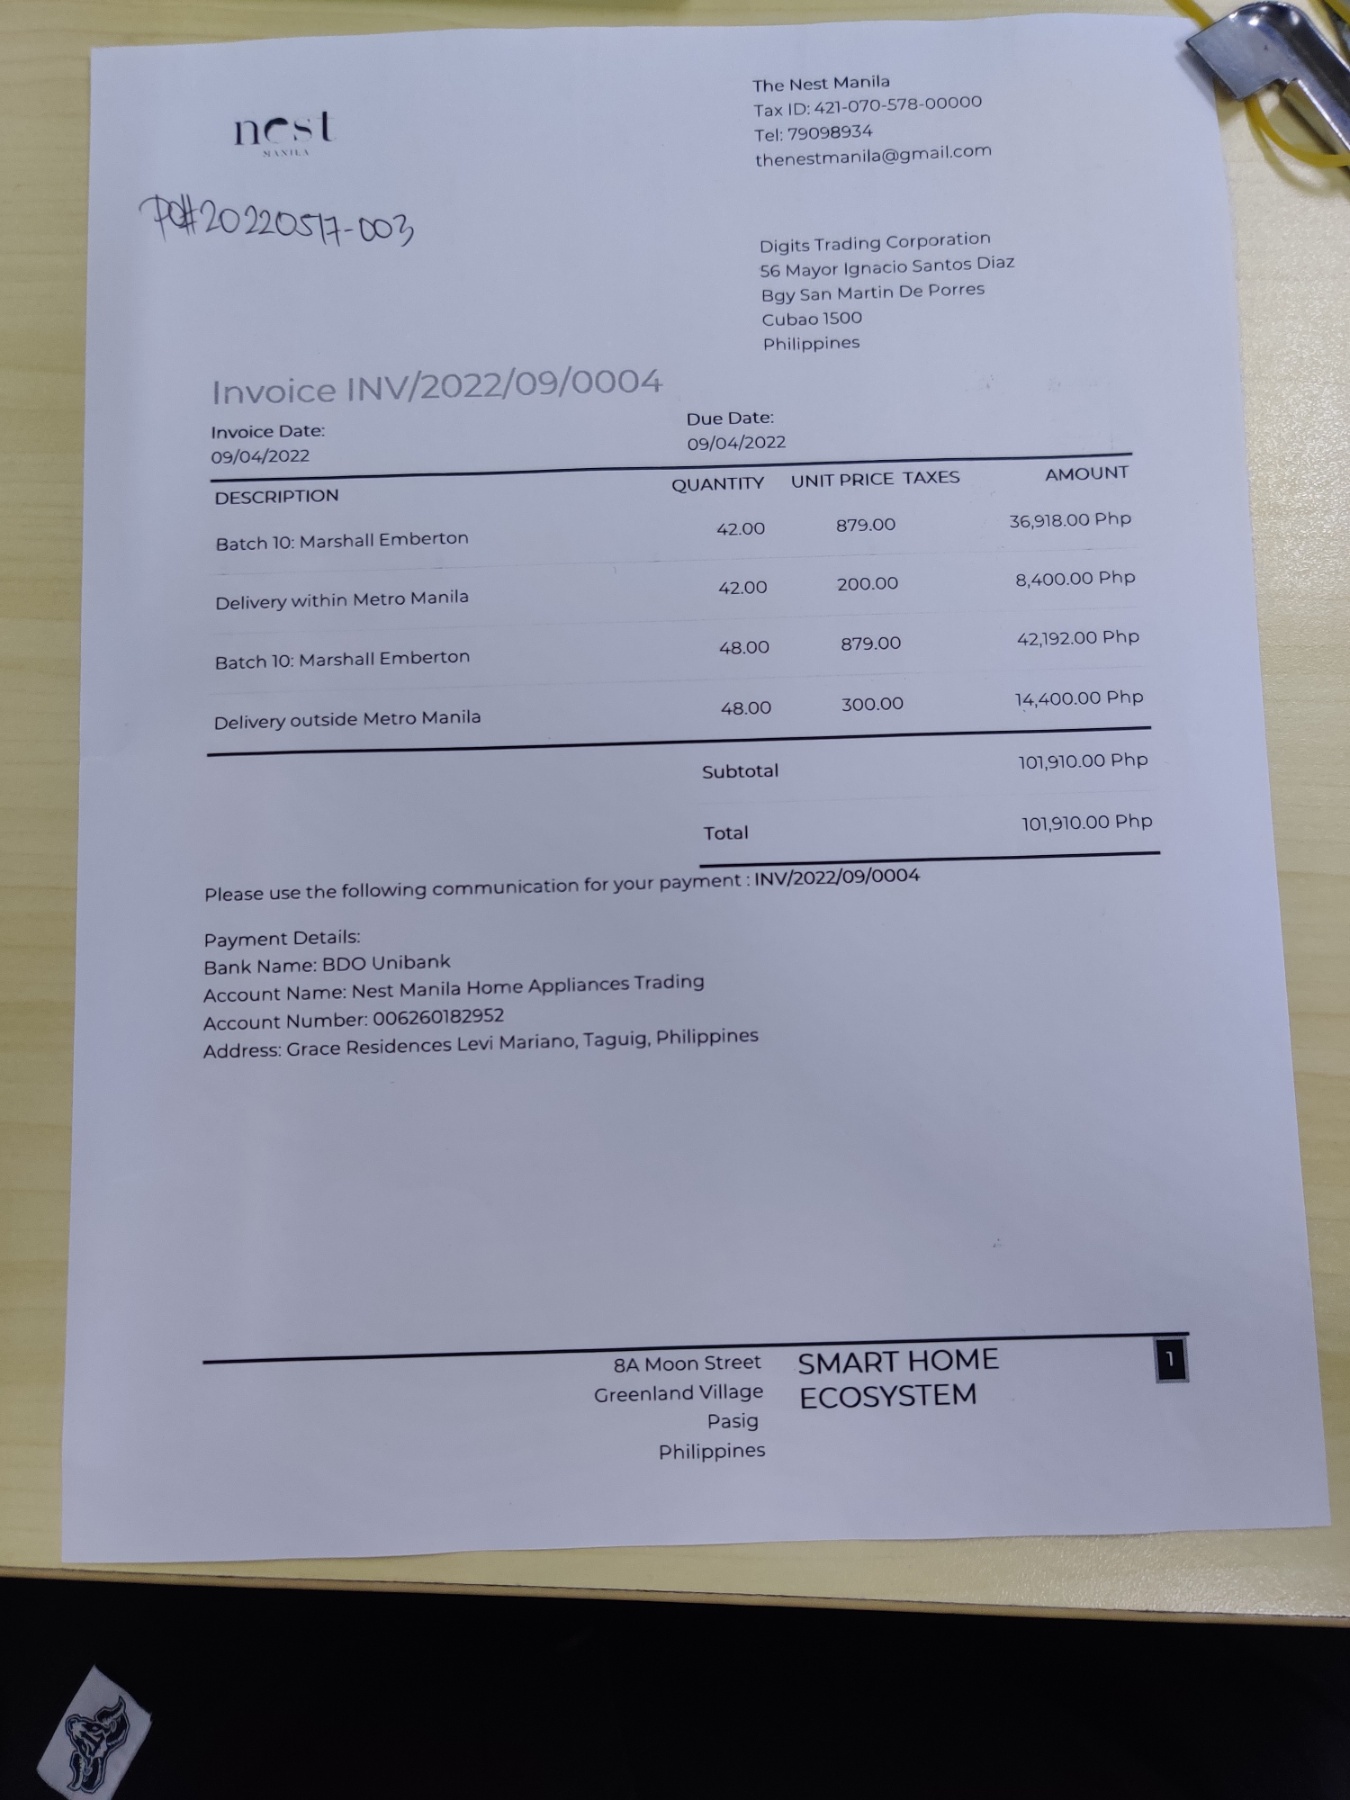 nest
MANILA
The Nest Manila
Tax ID: 421-070-578-00000
Tel: 79098934
thenestmanila@gmail.com
PO#20220517-003
Digits Trading Corporation
56 Mayor Ignacio Santos Diaz
Bgy San Martin De Porres
Cubao 1500
Philippines
Invoice INV/2022/09/0004
Invoice Date: Due Date:
09/04/2022 09/04/2022
DESCRIPTION QUANTITY UNIT PRICE TAXES AMOUNT
Batch 10: Marshall Emberton 42.00 879.00 36,918.00 Php
Delivery within Metro Manila 42.00 200.00 8,400.00 Php
Batch 10: Marshall Emberton 48.00 879.00 42,192.00 Php
Delivery outside Metro Manila 48.00 300.00 14,400.00 Php
Subtotal 101,910.00 Php
Total 101,910.00 Php
Please use the following communication for your payment : INV/2022/09/0004
Payment Details:
Bank Name: BDO Unibank
Account Name: Nest Manila Home Appliances Trading
Account Number: 006260182952
Address: Grace Residences Levi Mariano, Taguig, Philippines
8A Moon Street
Greenland Village
Pasig
Philippines
SMART HOME
ECOSYSTEM
1